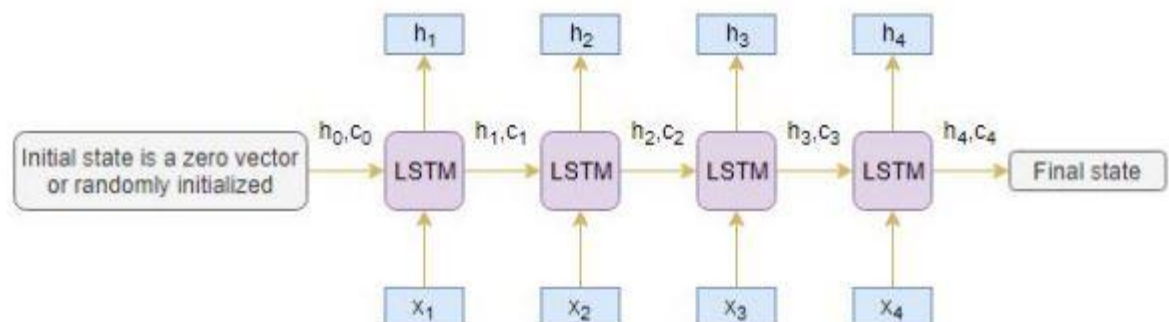 h₁ h₂ h₃ h₄
h₀,c₀ h₁,c₁ h₂,c₂ h₃,c₃ h₄,c₄
Initial state is a zero vector
or randomly initialized
LSTM LSTM LSTM LSTM
Final state
x₁ x₂ x₃ x₄